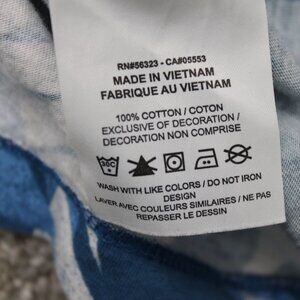 RN#56323 - CA#05553
MADE IN VIETNAM
FABRIQUE AU VIETNAM
100% COTTON / COTON
EXCLUSIVE OF DECORATION /
DECORATION NON COMPRISE
WASH WITH LIKE COLORS / DO NOT IRON
DESIGN
LAVER AVEC COULEURS SIMILAIRES / NE PAS
REPASSER LE DESSIN